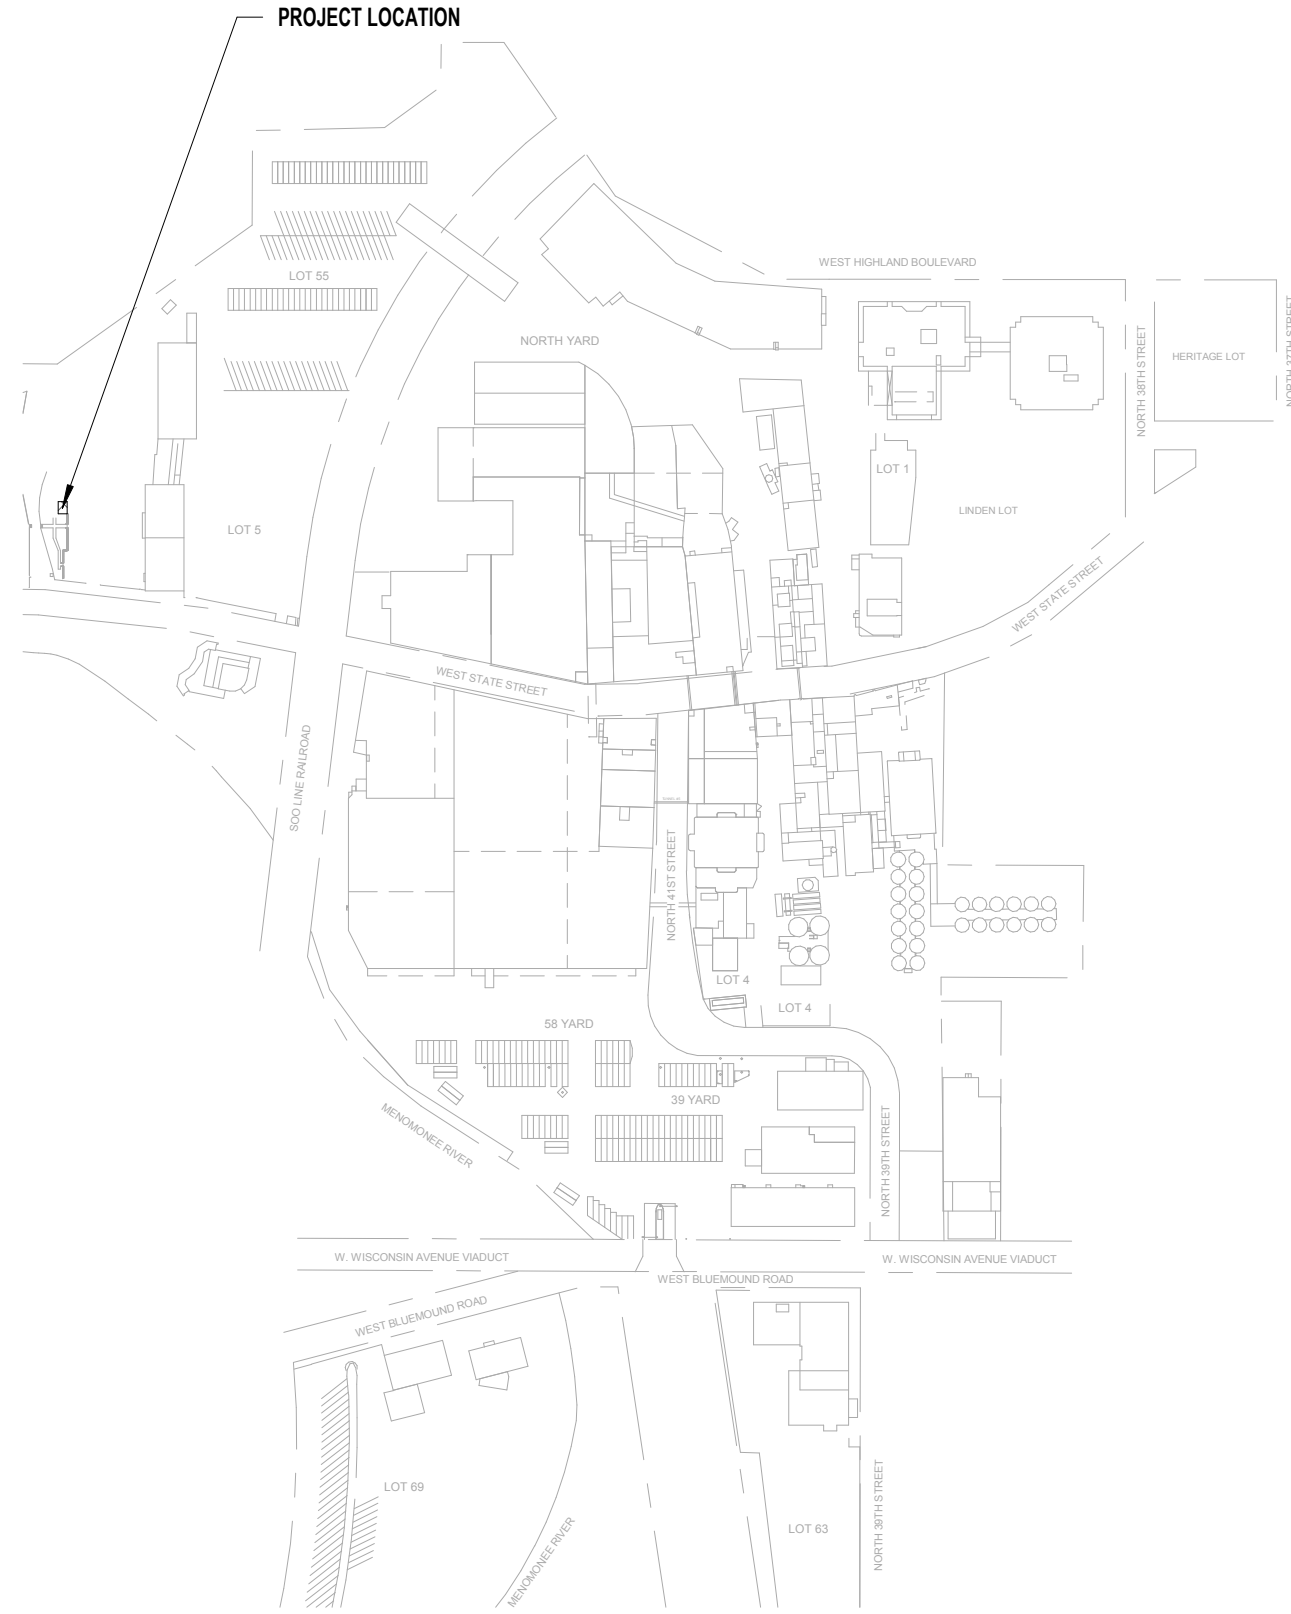 PROJECT LOCATION
WEST HIGHLAND BOULEVARD
LOT 55
NORTH 37TH STREET
NORTH YARD
NORTH 38TH STREET
HERITAGE LOT
LOT 1
LINDEN LOT
LOT 5
WEST STATE STREET
WEST STATE STREET
SOO LINE RAILROAD
NORTH 41ST STREET
LOT 4
LOT 4
58 YARD
39 YARD
MENOMONEE RIVER
NORTH 39TH STREET
W. WISCONSIN AVENUE VIADUCT
W. WISCONSIN AVENUE VIADUCT
WEST BLUEMOUND ROAD
WEST BLUEMOUND ROAD
LOT 69
LOT 63
NORTH 39TH STREET
MENOMONEE RIVER